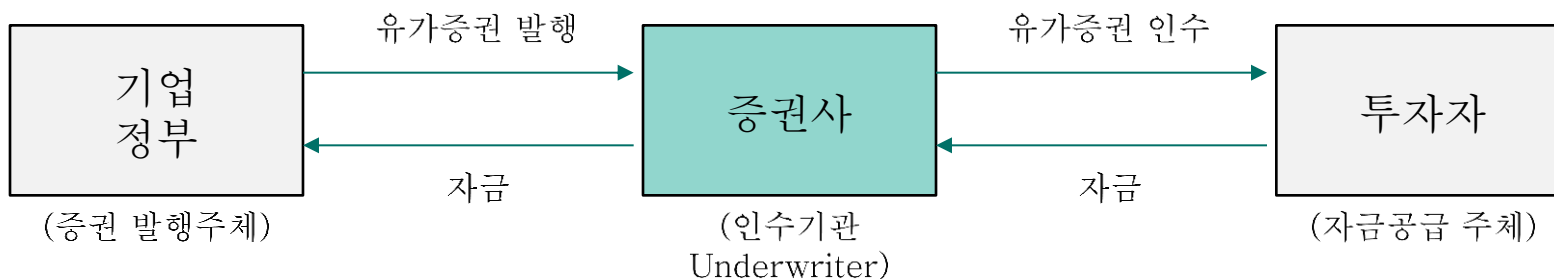 유가증권 발행
유가증권 인수
기업
정부
증권사
투자자
자금
자금
(증권 발행주체)
(인수기관
Underwriter)
(자금공급 주체)